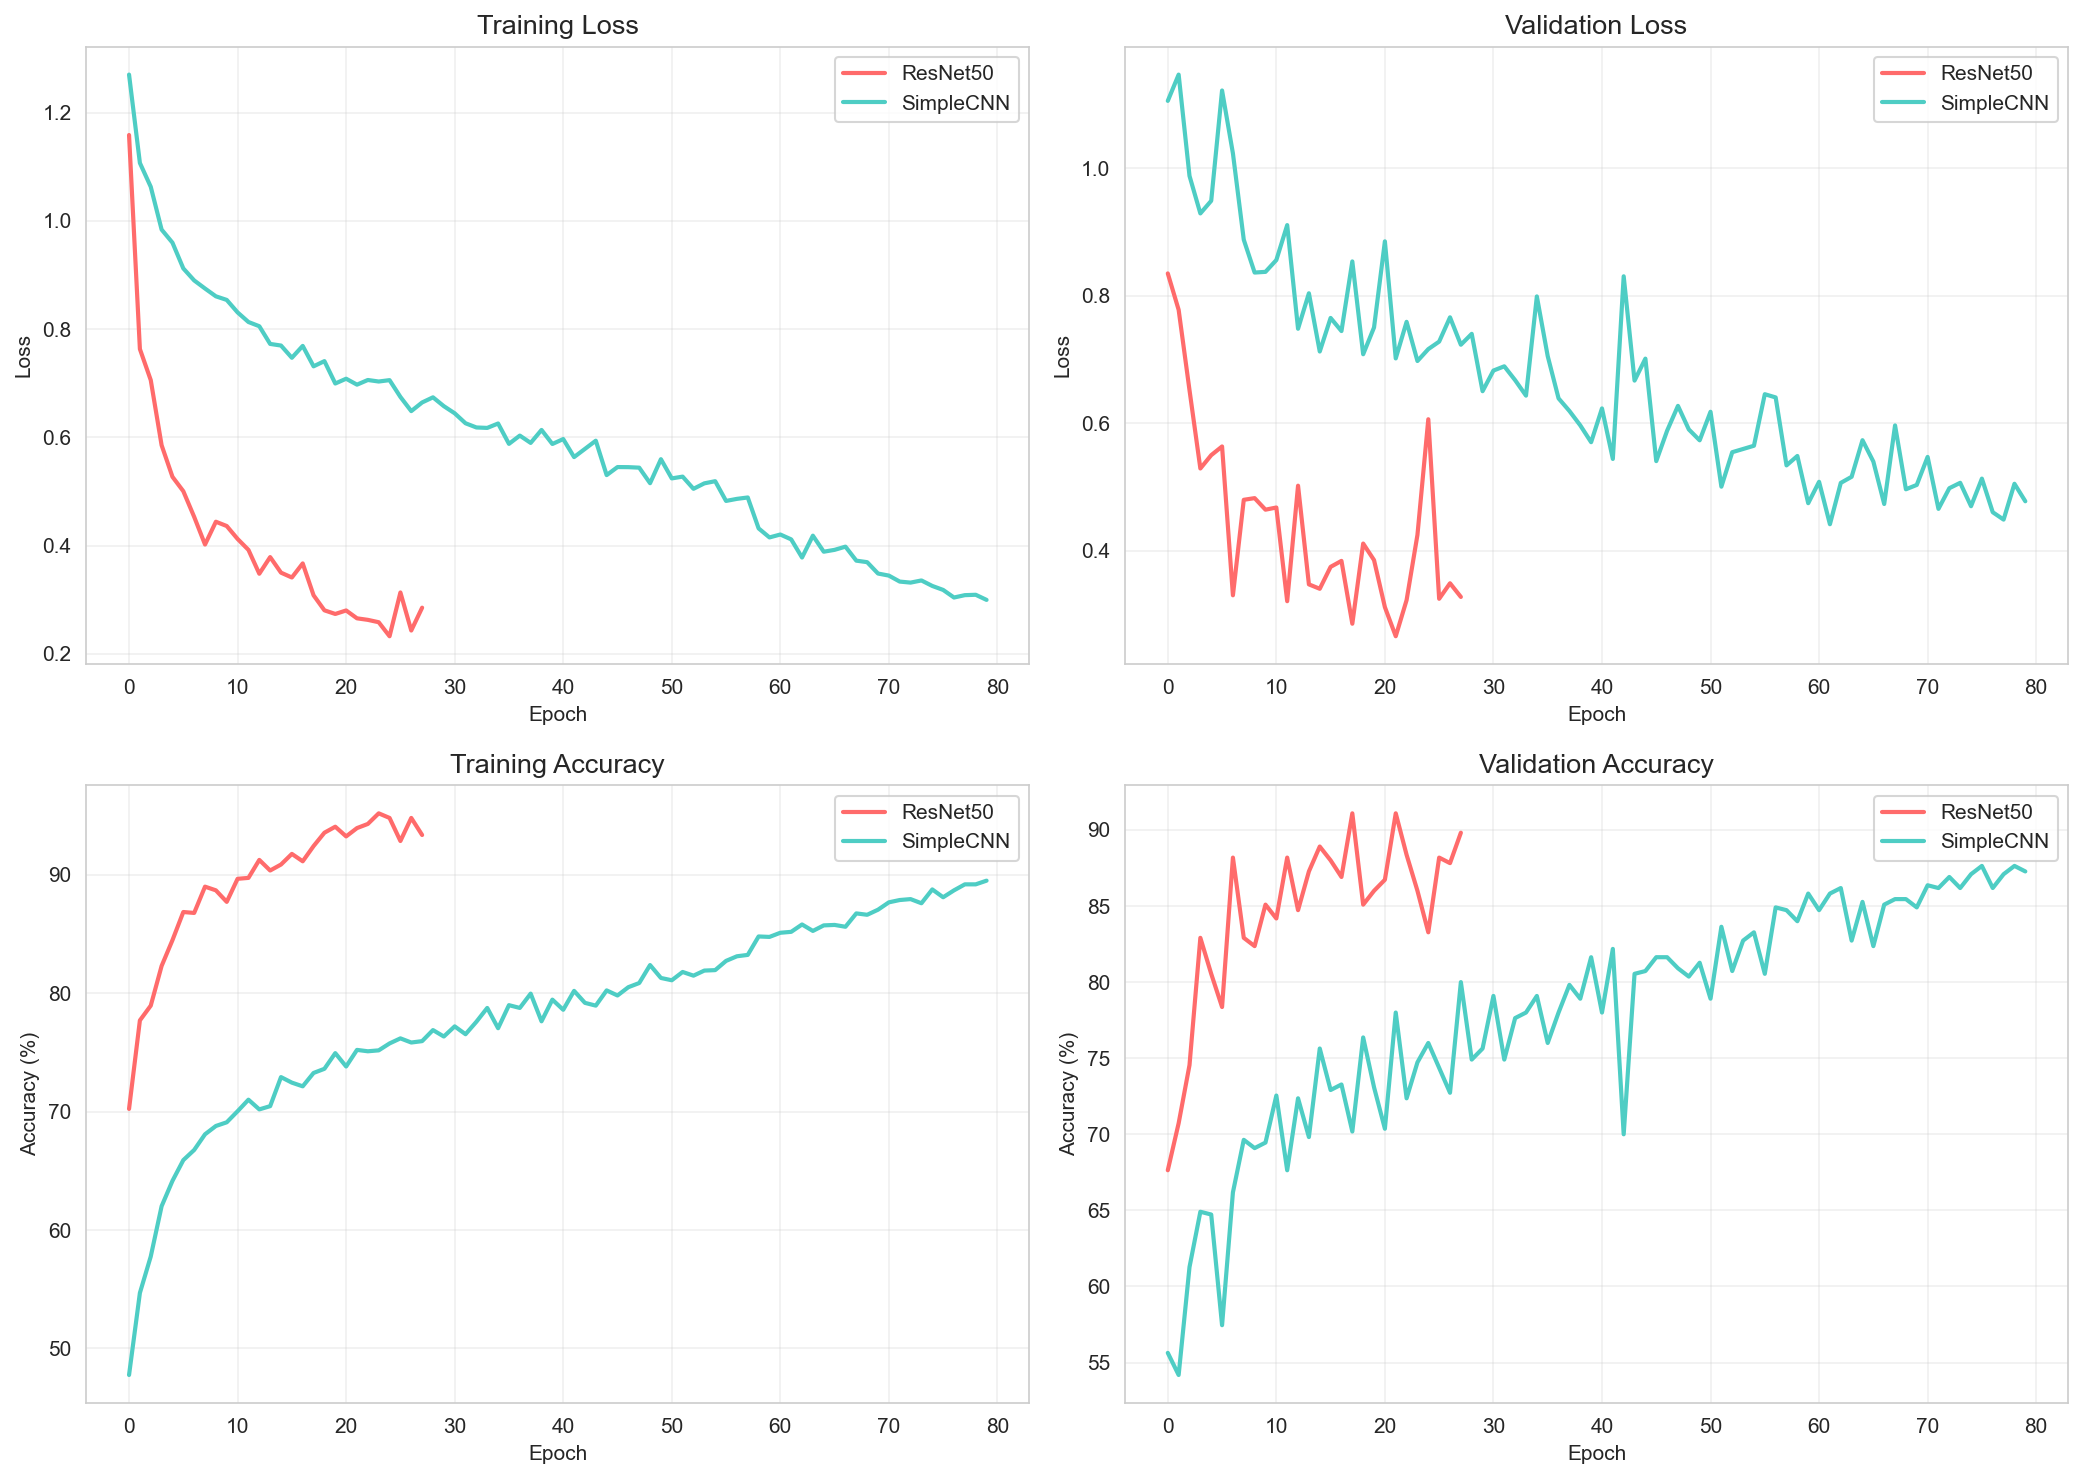 Training Loss
ResNet50
SimpleCNN
1.2
1.0
0.8
0.6
0.4
0.2
Loss
0 10 20 30 40 50 60 70 80
Epoch
Validation Loss
ResNet50
SimpleCNN
1.0
0.8
0.6
0.4
Loss
0 10 20 30 40 50 60 70 80
Epoch
Training Accuracy
ResNet50
SimpleCNN
90
80
70
60
50
Accuracy (%)
0 10 20 30 40 50 60 70 80
Epoch
Validation Accuracy
ResNet50
SimpleCNN
90
85
80
75
70
65
60
55
Accuracy (%)
0 10 20 30 40 50 60 70 80
Epoch